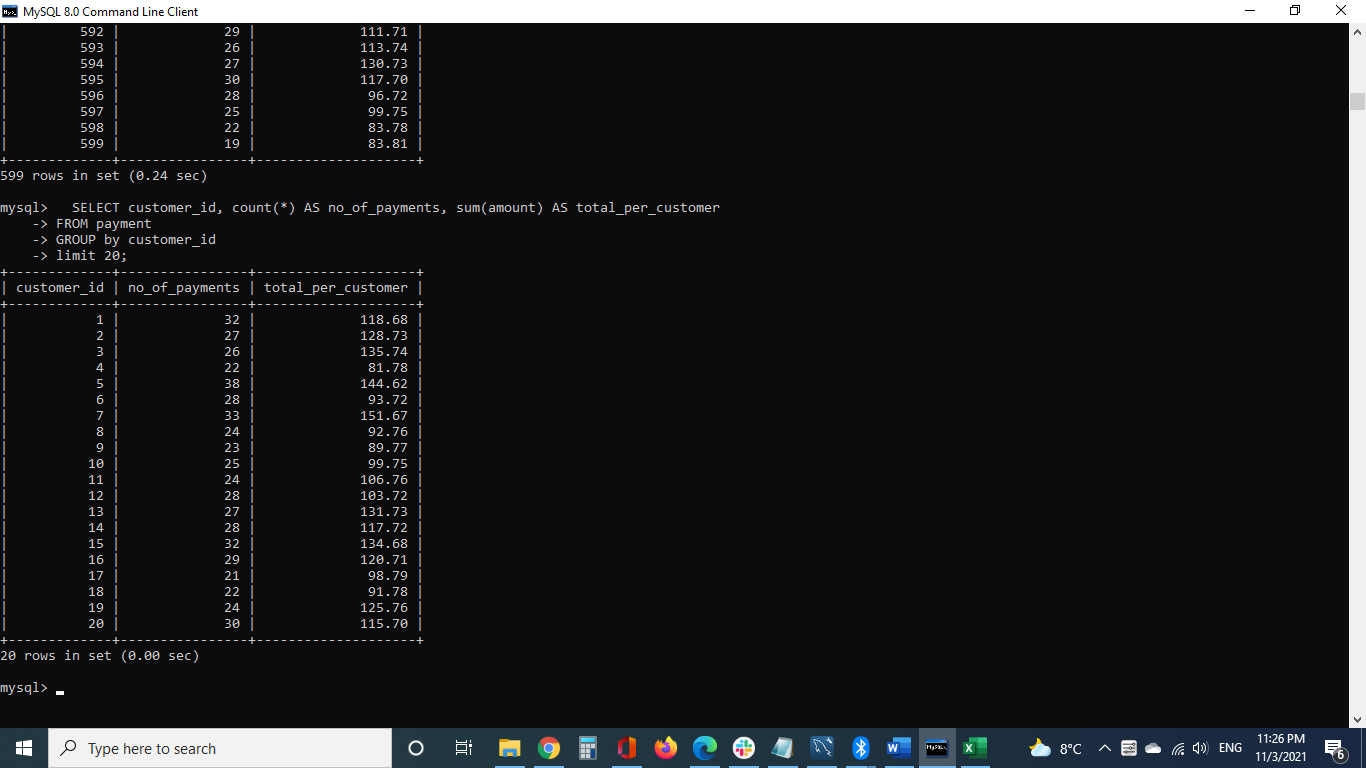 MySQL 8.0 Command Line Client
|         592 |             29 |              111.71 |
|         593 |             26 |              113.74 |
|         594 |             27 |              130.73 |
|         595 |             30 |              117.70 |
|         596 |             28 |               96.72 |
|         597 |             25 |               99.75 |
|         598 |             22 |               83.78 |
|         599 |             19 |               83.81 |
+-------------+----------------+---------------------+
599 rows in set (0.24 sec)
mysql>   SELECT customer_id, count(*) AS no_of_payments, sum(amount) AS total_per_customer
    -> FROM payment
    -> GROUP by customer_id
    -> limit 20;
+-------------+----------------+--------------------+
| customer_id | no_of_payments | total_per_customer |
+-------------+----------------+--------------------+
|           1 |             32 |             118.68 |
|           2 |             27 |             128.73 |
|           3 |             26 |             135.74 |
|           4 |             22 |              81.78 |
|           5 |             38 |             144.62 |
|           6 |             28 |              93.72 |
|           7 |             33 |             151.67 |
|           8 |             24 |              92.76 |
|           9 |             23 |              89.77 |
|          10 |             25 |              99.75 |
|          11 |             24 |             106.76 |
|          12 |             28 |             103.72 |
|          13 |             27 |             131.73 |
|          14 |             28 |             117.72 |
|          15 |             32 |             134.68 |
|          16 |             29 |             120.71 |
|          17 |             21 |              98.79 |
|          18 |             22 |              91.78 |
|          19 |             24 |             125.76 |
|          20 |             30 |             115.70 |
+-------------+----------------+--------------------+
20 rows in set (0.00 sec)
mysql>
Type here to search
8°C
ENG
11:26 PM
11/3/2021
6